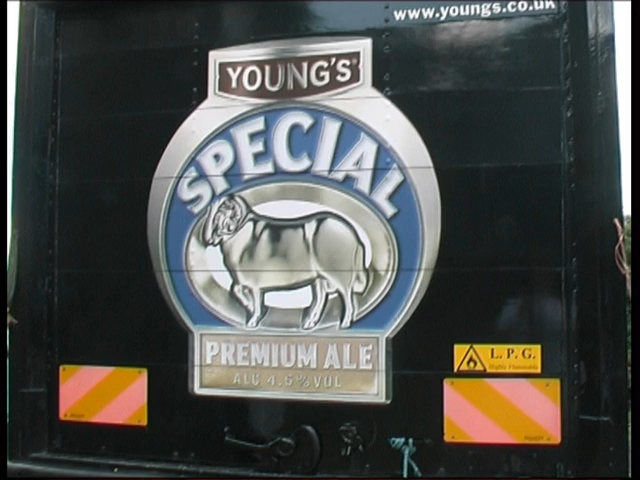 www.youngs.co.uk
YOUNG'S
SPECIAL
PREMIUM ALE
ALC 4.5% VOL
L. P. G.
Highly Flammable